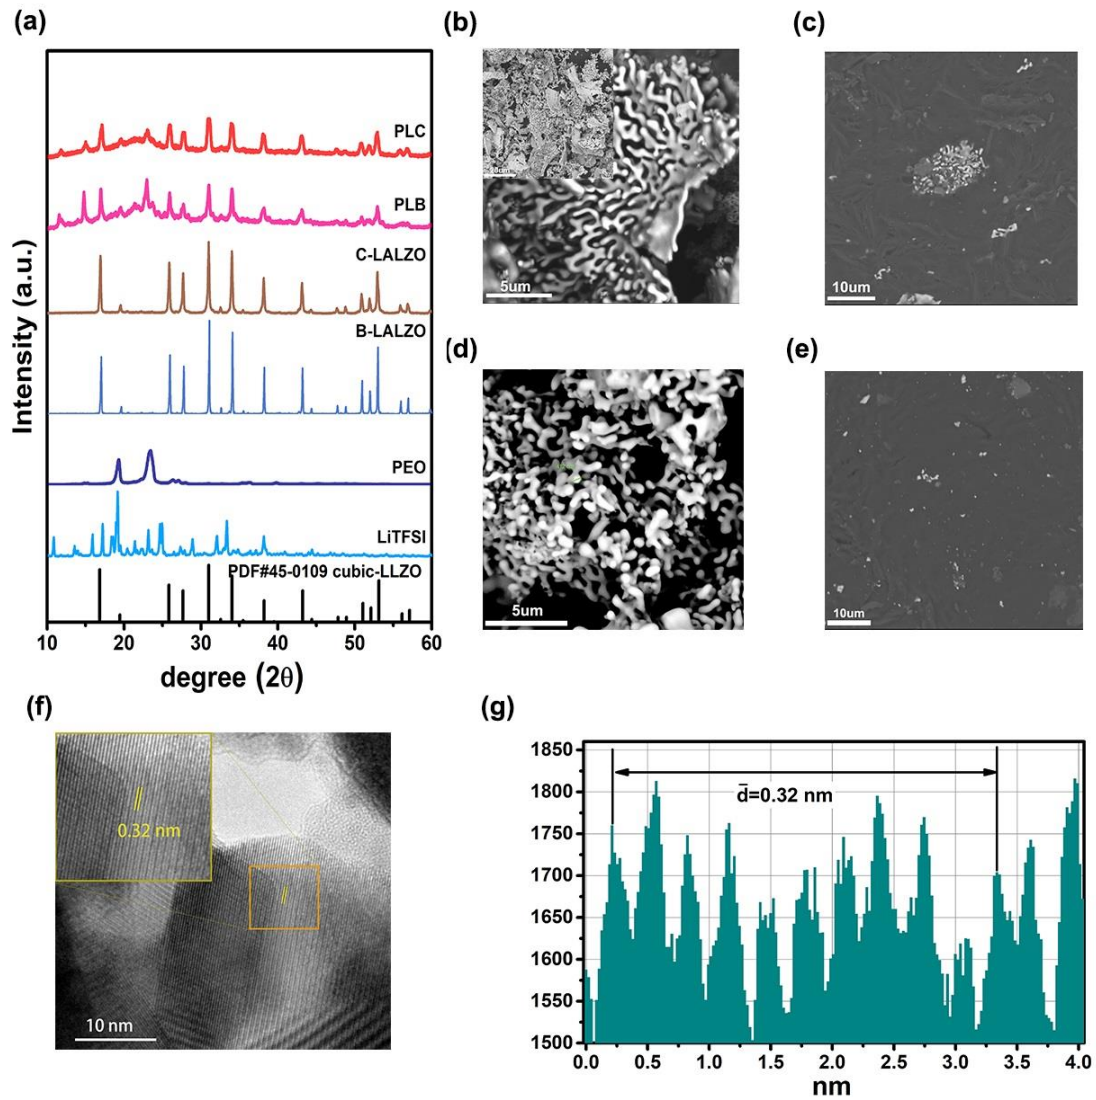 (a)
PLC
PLB
C-LALZO
B-LALZO
PEO
LiTFSI
PDF#45-0109 cubic-LLZO
Intensity (a.u.)
10 20 30 40 50 60
degree (2θ)
(b)
5um
(c)
10um
(d)
5um
(e)
10um
(f)
0.32 nm
10 nm
(g)
1850
1800
1750
1700
1650
1600
1550
1500
d̄=0.32 nm
0.0 0.5 1.0 1.5 2.0 2.5 3.0 3.5 4.0
nm